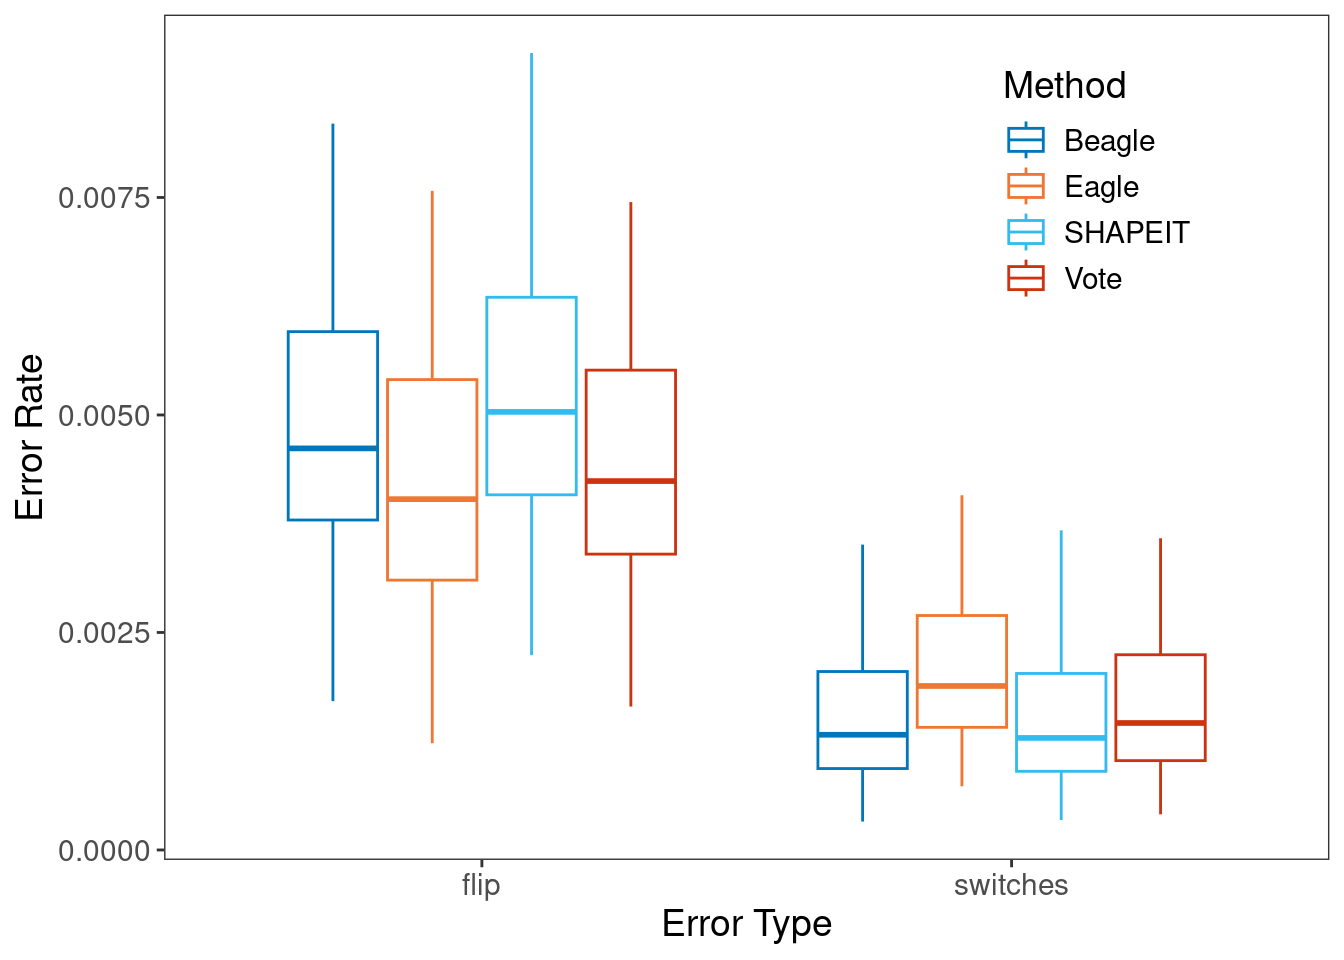 Method
Beagle
Eagle
SHAPEIT
Vote
Error Rate
0.0075
0.0050
0.0025
0.0000
flip
switches
Error Type